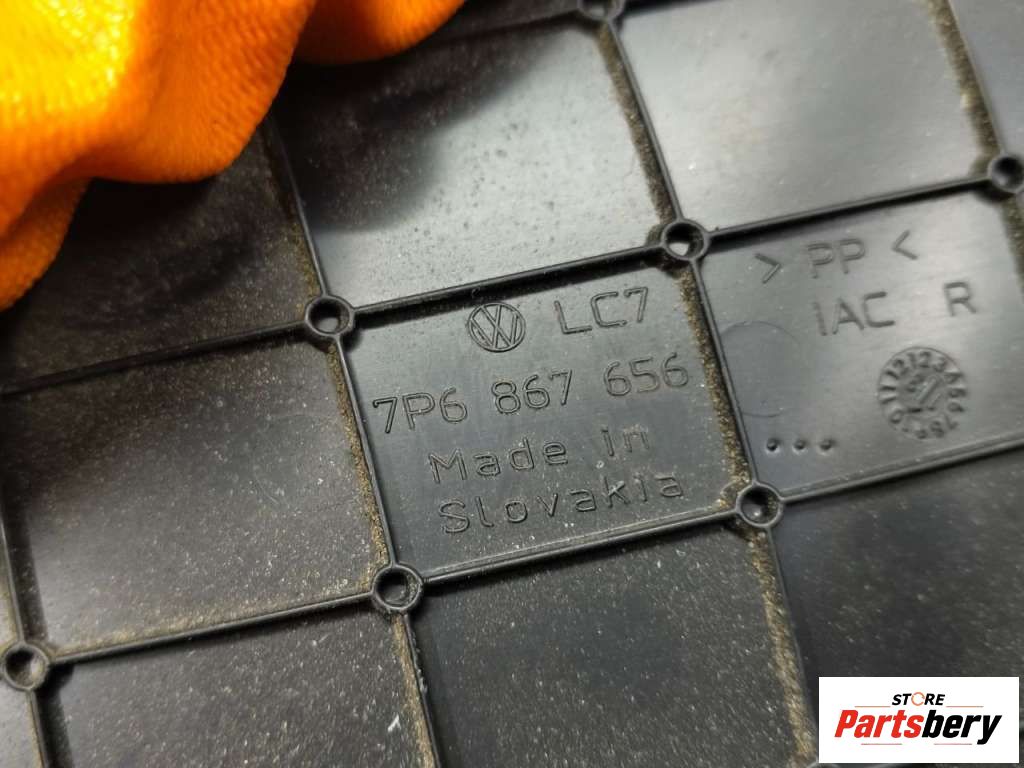 LC7
7P6 867 656
Made in
Slovakia
> PP <
IAC R
STORE
Partsbery